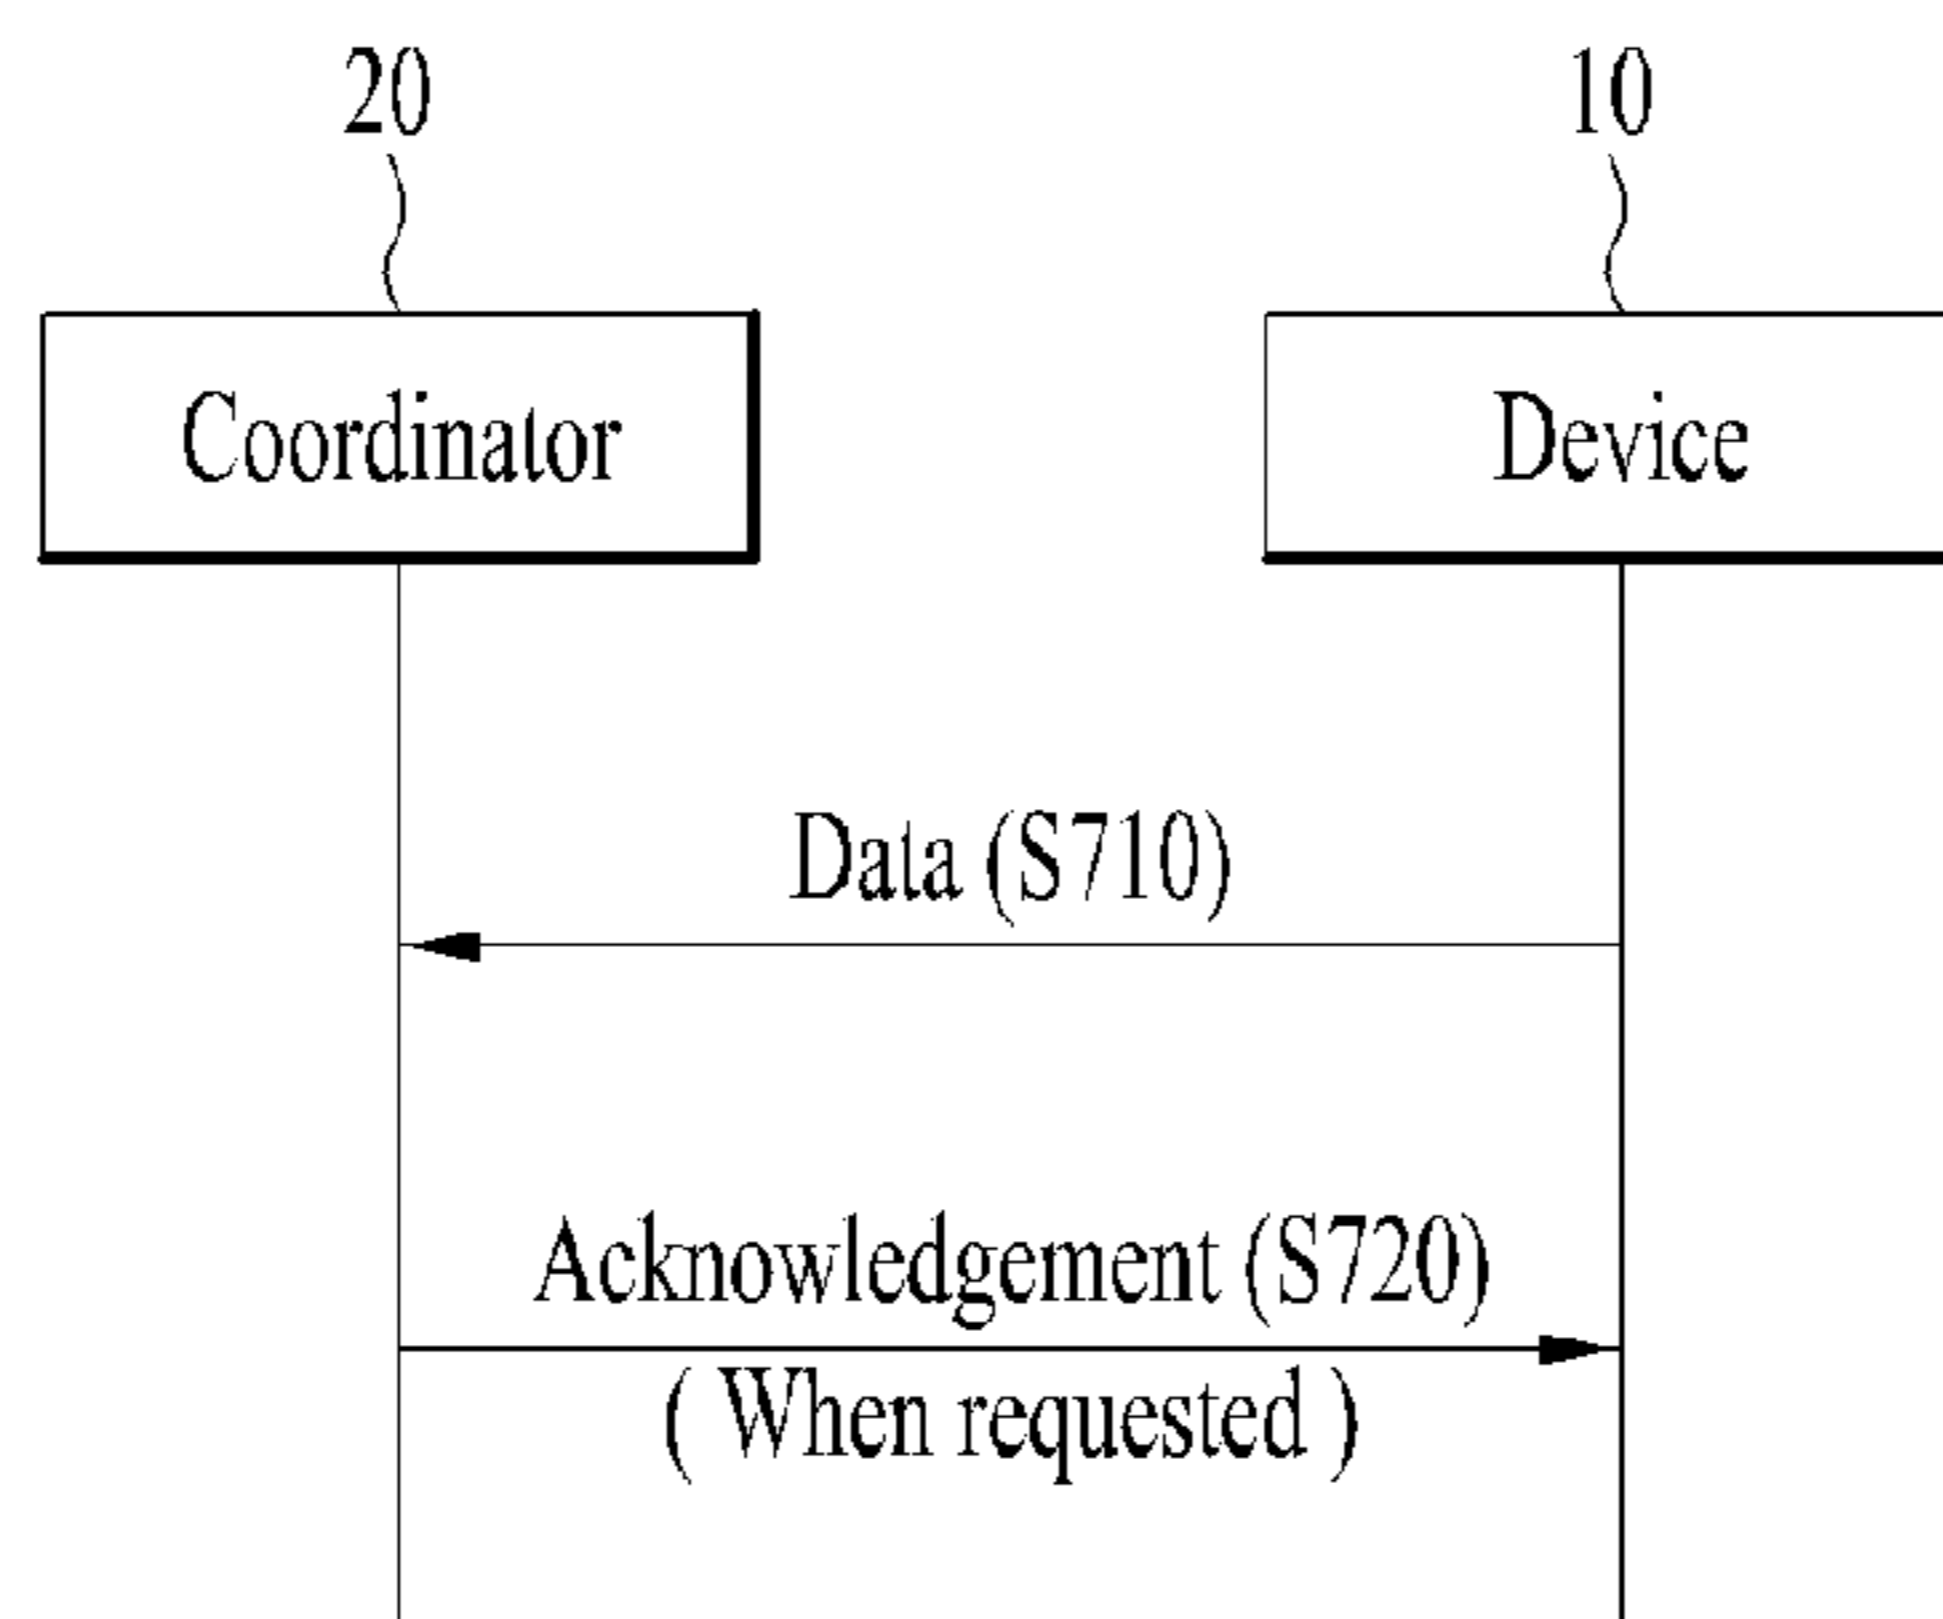 20
10
Coordinator
Device
Data (S710)
Acknowledgement (S720)
( When requested )